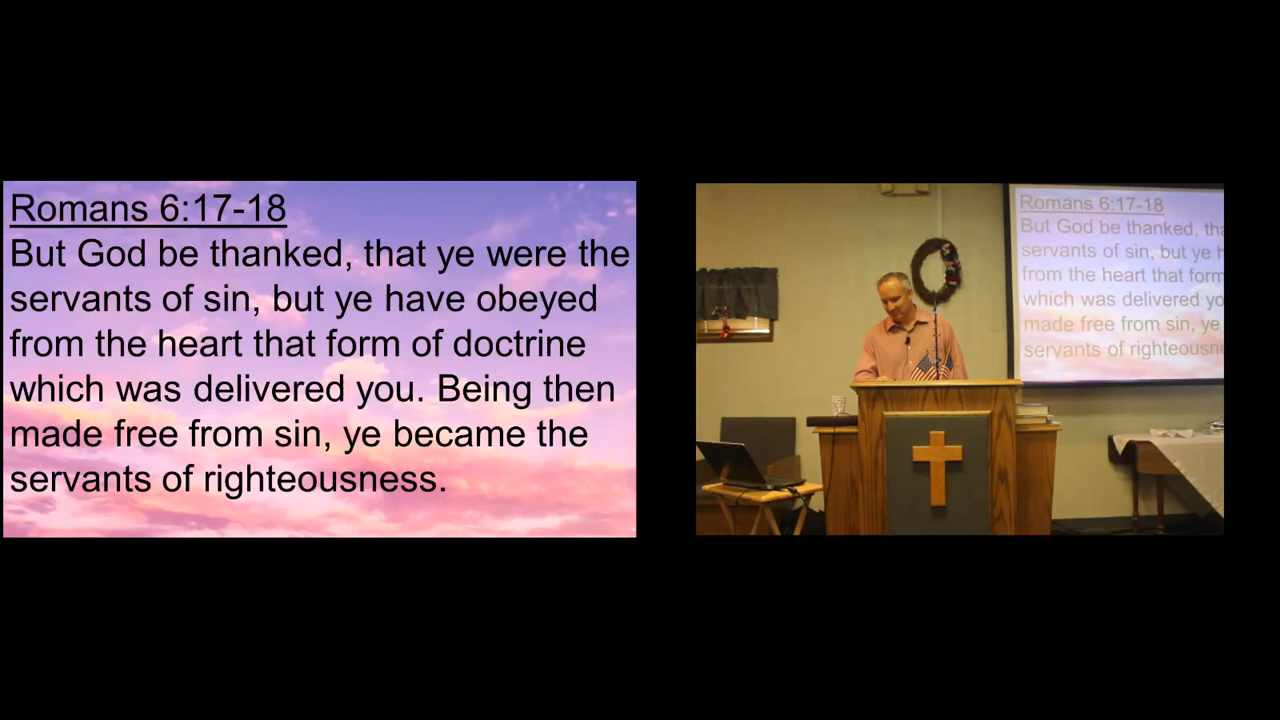 Romans 6:17-18
But God be thanked, that ye were the
servants of sin, but ye have obeyed
from the heart that form of doctrine
which was delivered you. Being then
made free from sin, ye became the
servants of righteousness.
Romans 6:17-18
But God be thanked, tha
servants of sin, but ye h
from the heart that form
which was delivered yo
made free from sin, ye
servants of righteousne